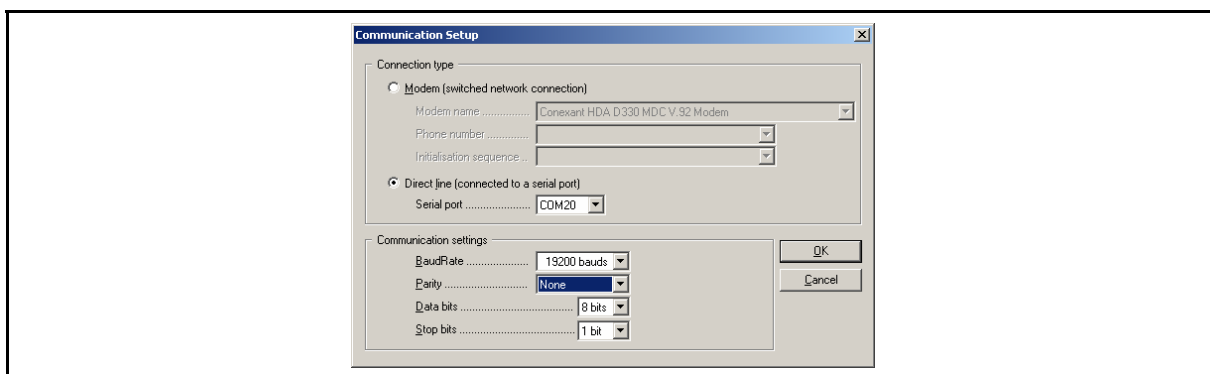 Communication Setup
Connection type
Modem (switched network connection)
Modem name ............... Conexant HDA D330 MDC V.92 Modem
Phone number .............
Initialisation sequence ..
Direct line (connected to a serial port)
Serial port ...................... COM20
Communication settings
BaudRate ..................... 19200 bauds
Parity ............................ None
Data bits ...................................... 8 bits
Stop bits ....................................... 1 bit
OK
Cancel